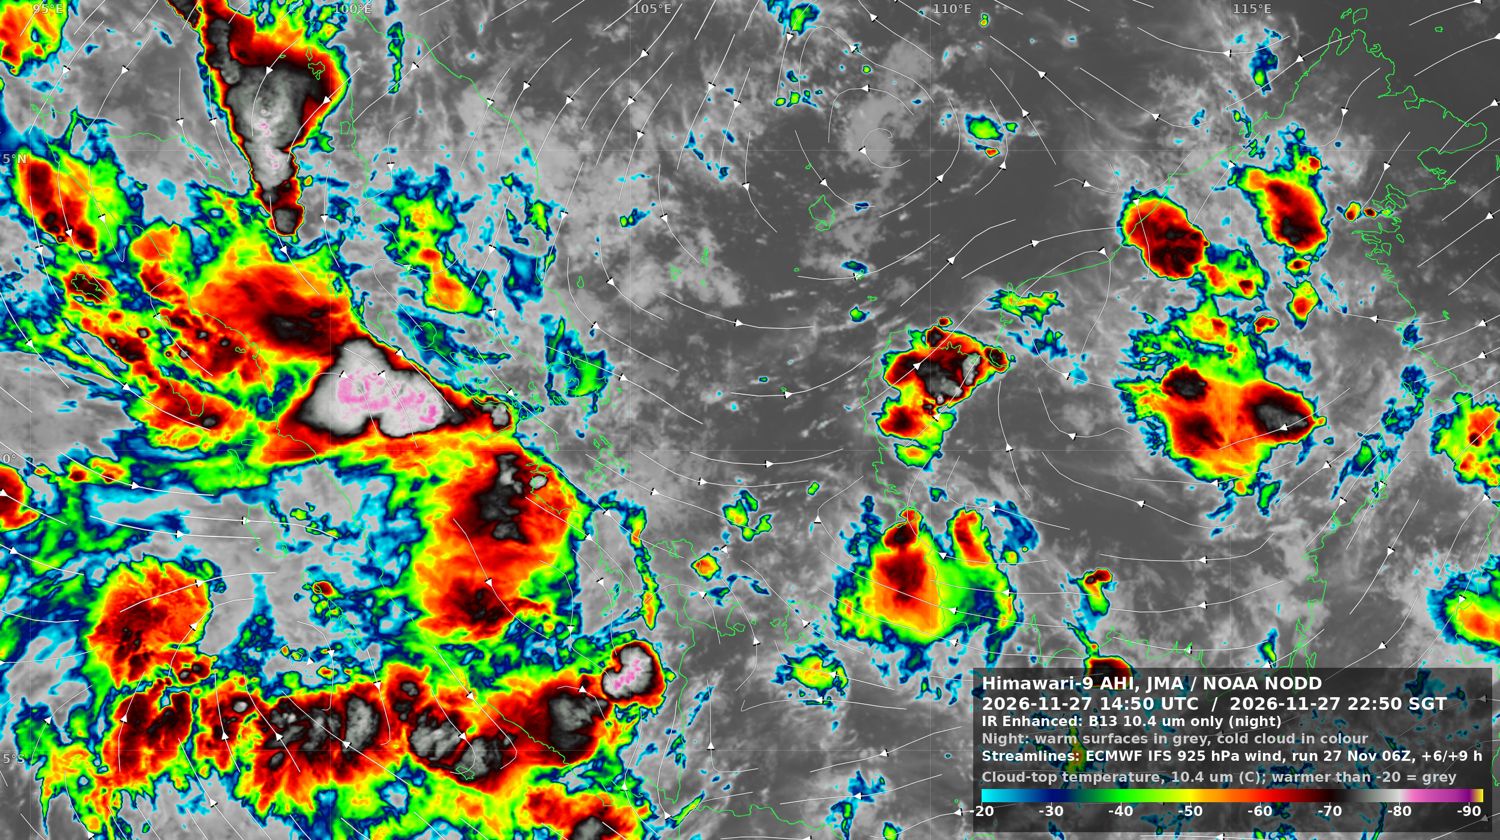 95°E 100°E 105°E 110°E 115°E
5°N
0°
5°S
Himawari-9 AHI, JMA / NOAA NODD
2026-11-27 14:50 UTC / 2026-11-27 22:50 SGT
IR Enhanced: B13 10.4 um only (night)
Night: warm surfaces in grey, cold cloud in colour
Streamlines: ECMWF IFS 925 hPa wind, run 27 Nov 06Z, +6/+9 h
Cloud-top temperature, 10.4 um (C); warmer than -20 = grey
-20 -30 -40 -50 -60 -70 -80 -90